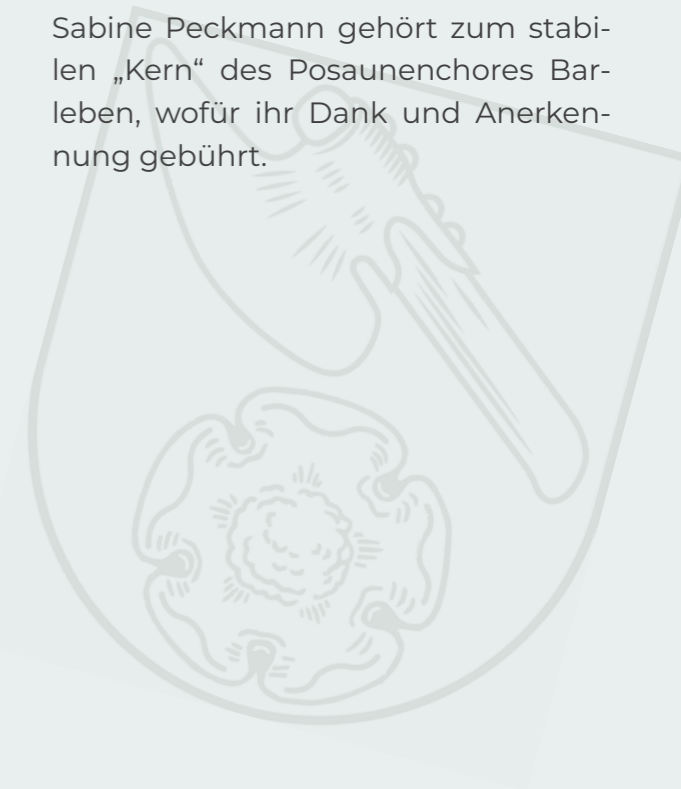 Sabine Peckmann gehört zum stabi-
len „Kern“ des Posaunenchores Bar-
leben, wofür ihr Dank und Anerken-
nung gebührt.